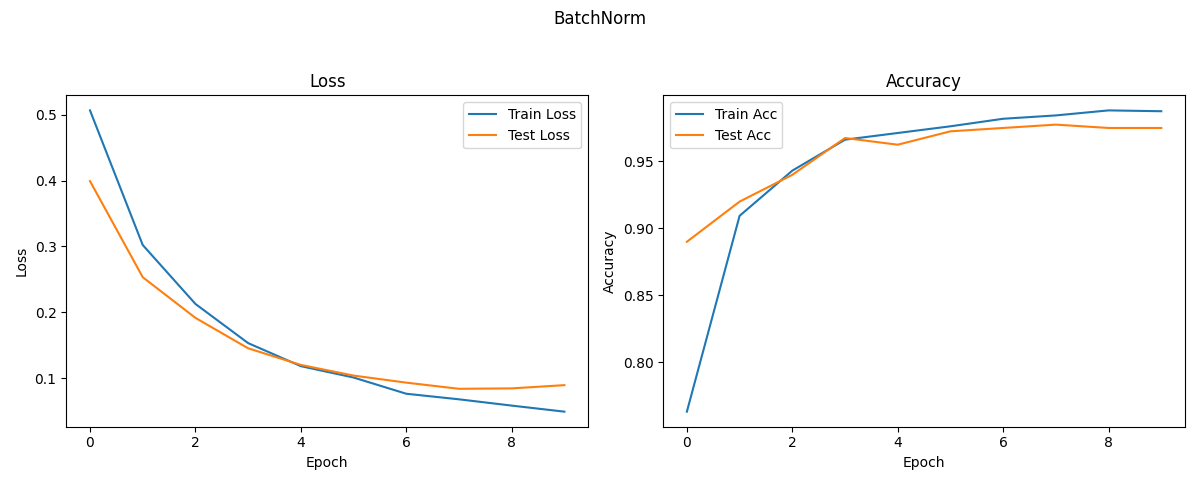 BatchNorm
Loss
Train Loss
Test Loss
0.5
0.4
0.3
0.2
0.1
Loss
0
2
4
6
8
Epoch
Accuracy
Train Acc
Test Acc
0.95
0.90
0.85
0.80
Accuracy
0
2
4
6
8
Epoch